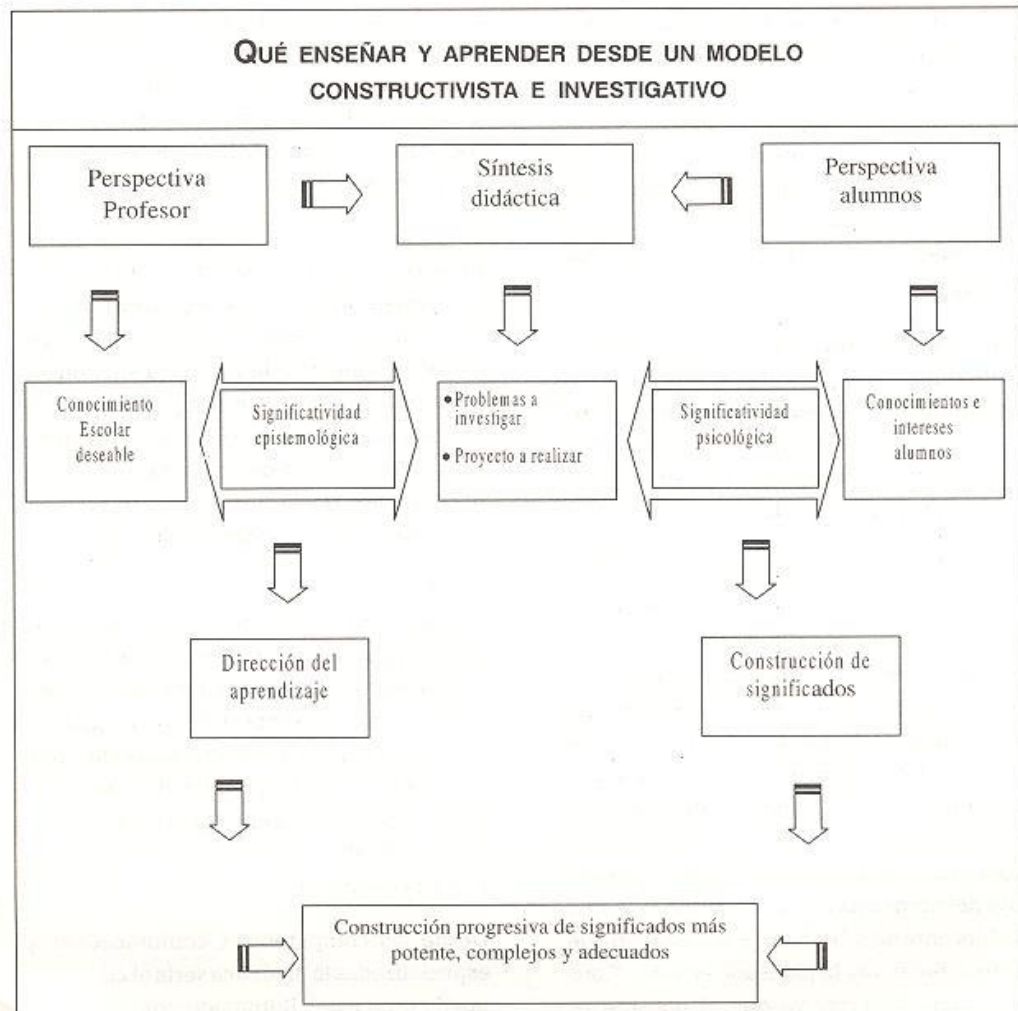 QUÉ ENSEÑAR Y APRENDER DESDE UN MODELO
CONSTRUCTIVISTA E INVESTIGATIVO
Perspectiva
Profesor
Síntesis
didáctica
Perspectiva
alumnos
Conocimiento
Escolar
deseable
Significatividad
epistemológica
• Problemas a
investigar
• Proyecto a realizar
Significatividad
psicológica
Conocimientos e
intereses
alumnos
Dirección del
aprendizaje
Construcción de
significados
Construcción progresiva de significados más
potente, complejos y adecuados